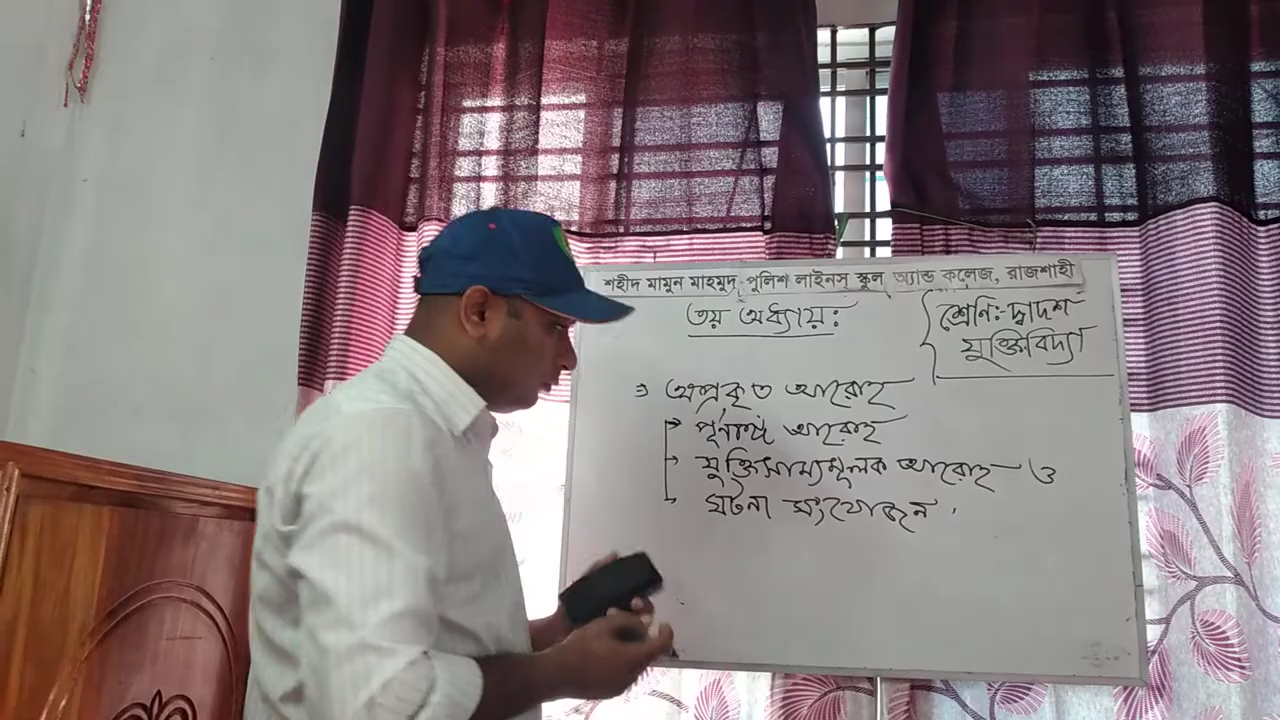 শহীদ মামুন মাহমুদ পুলিশ লাইনস্ স্কুল অ্যান্ড কলেজ, রাজশাহী
৩য় অধ্যায়ঃ
শ্রেণিঃ-দ্বাদশ
যুক্তিবিদ্যা
অপ্রকৃত আরোহ
পূর্ণাঙ্গ আরোহ
যুক্তিসাম্যমূলক আরোহ ও
ঘটনা সংযোজন